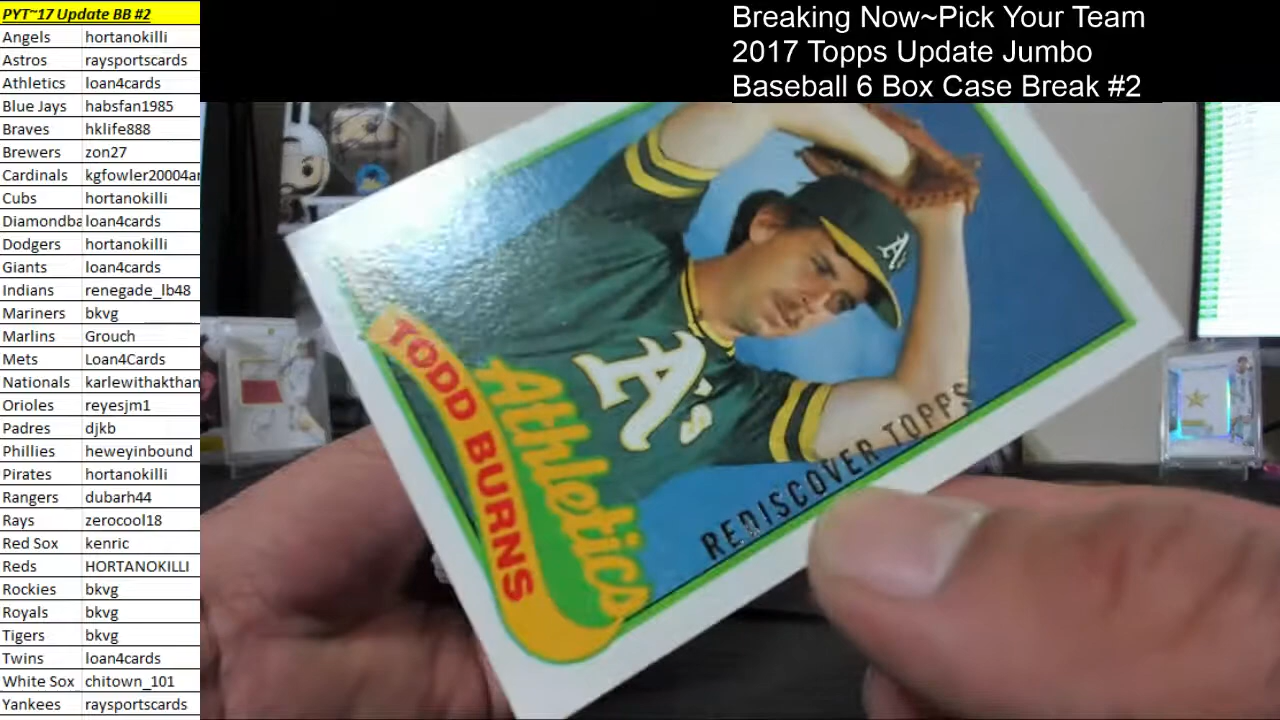 PYT~17 Update BB #2
Angels hortanokilli
Astros raysportscards
Athletics loan4cards
Blue Jays habsfan1985
Braves hklife888
Brewers zon27
Cardinals kgfowler20004ar
Cubs hortanokilli
Diamondba loan4cards
Dodgers hortanokilli
Giants loan4cards
Indians renegade_lb48
Mariners bkvg
Marlins Grouch
Mets Loan4Cards
Nationals karlewithakthan
Orioles reyesjm1
Padres djkb
Phillies heweyinbound
Pirates hortanokilli
Rangers dubarh44
Rays zerocool18
Red Sox kenric
Reds HORTANOKILLI
Rockies bkvg
Royals bkvg
Tigers bkvg
Twins loan4cards
White Sox chitown_101
Yankees raysportscards
Breaking Now~Pick Your Team
2017 Topps Update Jumbo
Baseball 6 Box Case Break #2
A's
A's
TODD BURNS
Athletics
REDISCOVER TOPPS